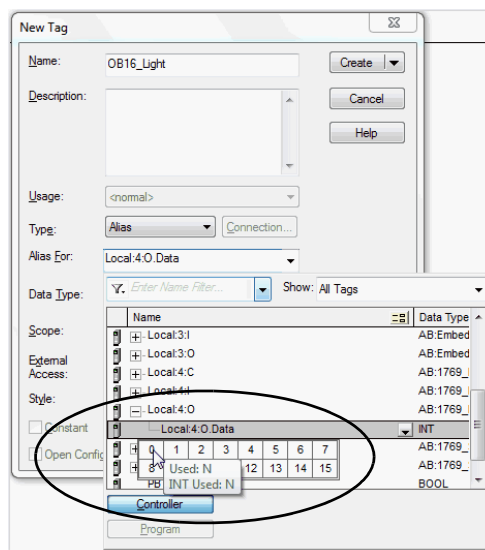 New Tag
Name: OB16_Light Create
Description: Cancel
Help
Usage: <normal>
Type: Alias Connection...
Alias For: Local:4:O.Data
Data Type: Enter Name Filter... Show: All Tags
Name Data Type
Scope: Local:3:I AB:Embed
Local:3:O AB:Embed
External Access: Local:4:C AB:1769_
Local:4:I AB:1769_
Style: Local:4:O AB:1769_
Constant Local:4:O.Data INT
Open Config 0 1 2 3 4 5 6 7 AB:1769_
8 12 13 14 15 AB:1769_
Used: N
INT Used: N
PB BOOL
Controller
Program